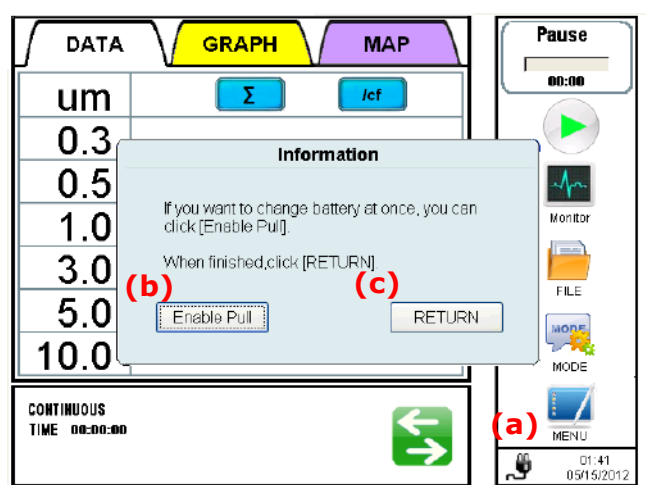 DATA GRAPH MAP
um Σ /cf
0.3
0.5
1.0
3.0
5.0
10.0
Information
If you want to change battery at once, you can
click [Enable Pull].
When finished,click [RETURN]
(b) (c)
Enable Pull RETURN
CONTINUOUS
TIME 00:00:00
Pause
00:00
Monitor
FILE
MODE
MODE
(a)
MENU
01:41
05/15/2012